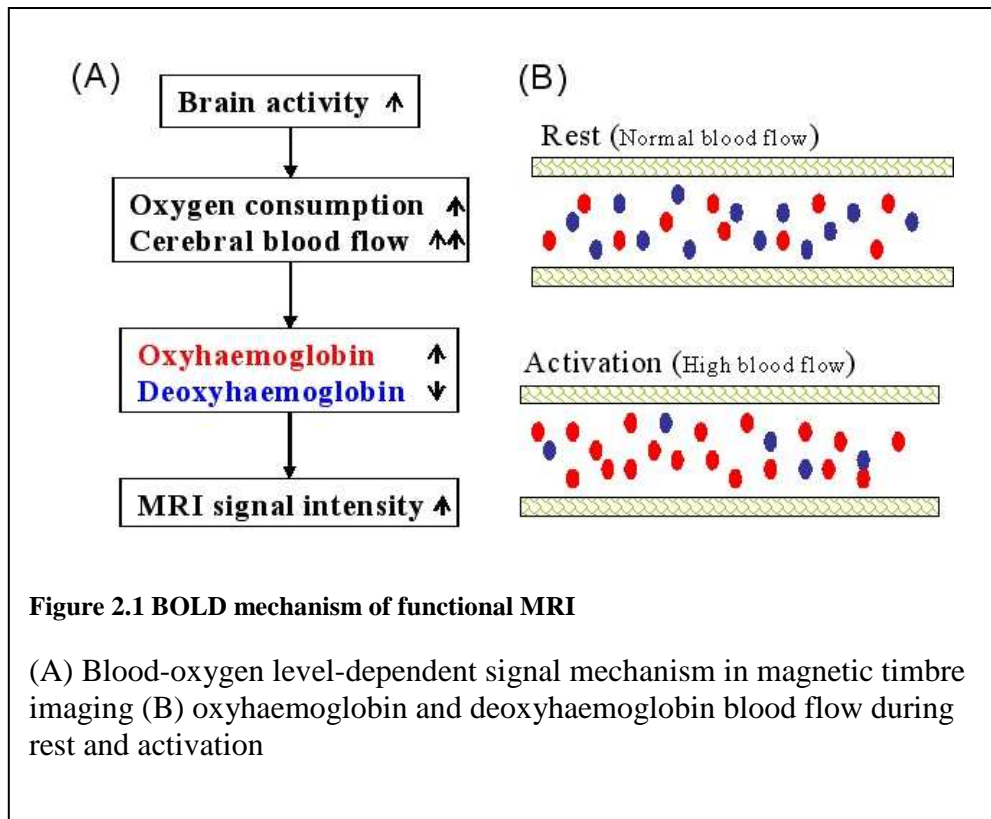 (A)
Brain activity ↑
Oxygen consumption ↑
Cerebral blood flow ↑↑
Oxyhaemoglobin ↑
Deoxyhaemoglobin ↓
MRI signal intensity ↑
(B)
Rest (Normal blood flow)
Activation (High blood flow)
Figure 2.1 BOLD mechanism of functional MRI
(A) Blood-oxygen level-dependent signal mechanism in magnetic timbre
imaging (B) oxyhaemoglobin and deoxyhaemoglobin blood flow during
rest and activation